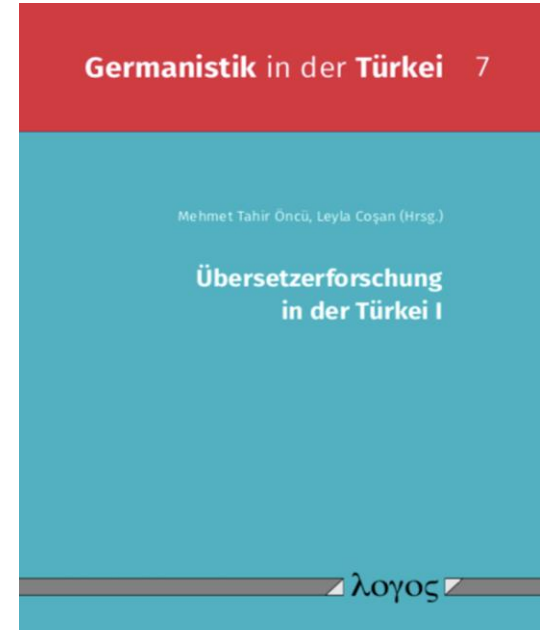 Germanistik in der Türkei 7
Mehmet Tahir Öncü, Leyla Coşan (Hrsg.)
Übersetzerforschung
in der Türkei I
λογος